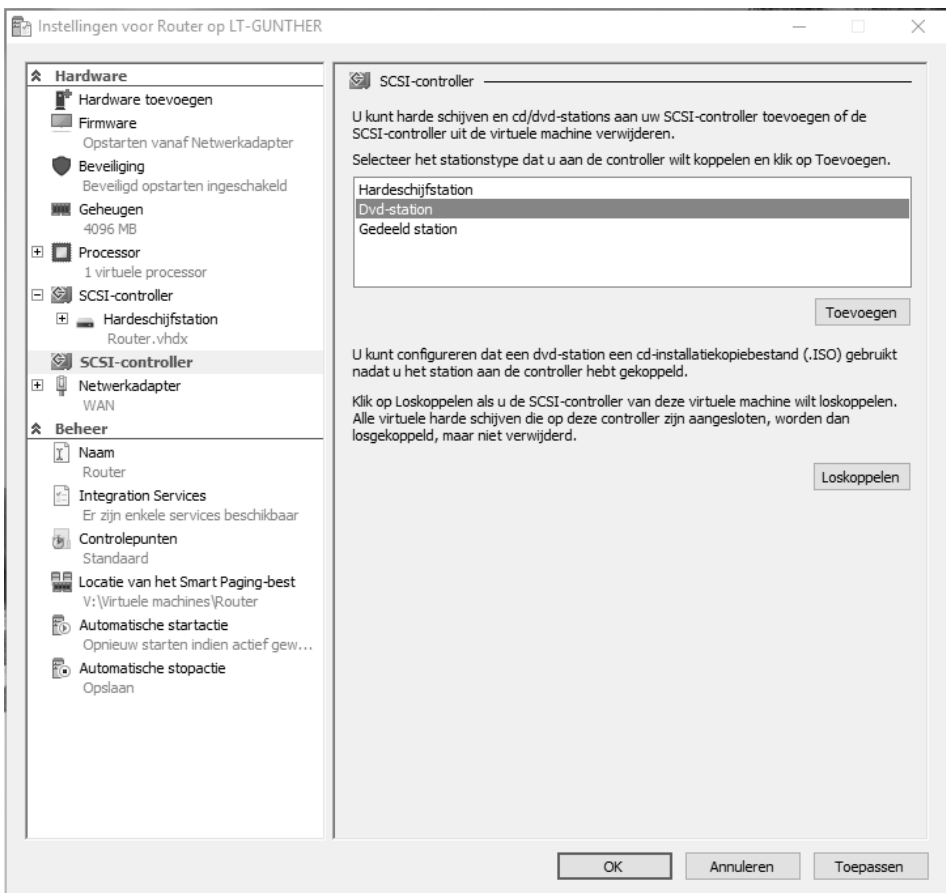 Instellingen voor Router op LT-GUNTHER
Hardware
Hardware toevoegen
Firmware
Opstarten vanaf Netwerkadapter
Beveiliging
Beveiligd opstarten ingeschakeld
Geheugen
4096 MB
Processor
1 virtuele processor
SCSI-controller
Hardeschijfstation
Router.vhdx
SCSI-controller
Netwerkadapter
WAN
Beheer
Naam
Router
Integration Services
Er zijn enkele services beschikbaar
Controlepunten
Standaard
Locatie van het Smart Paging-best
V:\Virtuele machines\Router
Automatische startactie
Opnieuw starten indien actief gew...
Automatische stopactie
Opslaan
SCSI-controller
U kunt harde schijven en cd/dvd-stations aan uw SCSI-controller toevoegen of de
SCSI-controller uit de virtuele machine verwijderen.
Selecteer het stationstype dat u aan de controller wilt koppelen en klik op Toevoegen.
Hardeschijfstation
Dvd-station
Gedeeld station
Toevoegen
U kunt configureren dat een dvd-station een cd-installatiekopiebestand (.ISO) gebruikt
nadat u het station aan de controller hebt gekoppeld.
Klik op Loskoppelen als u de SCSI-controller van deze virtuele machine wilt loskoppelen.
Alle virtuele harde schijven die op deze controller zijn aangesloten, worden dan
losgekoppeld, maar niet verwijderd.
Loskoppelen
OK
Annuleren
Toepassen